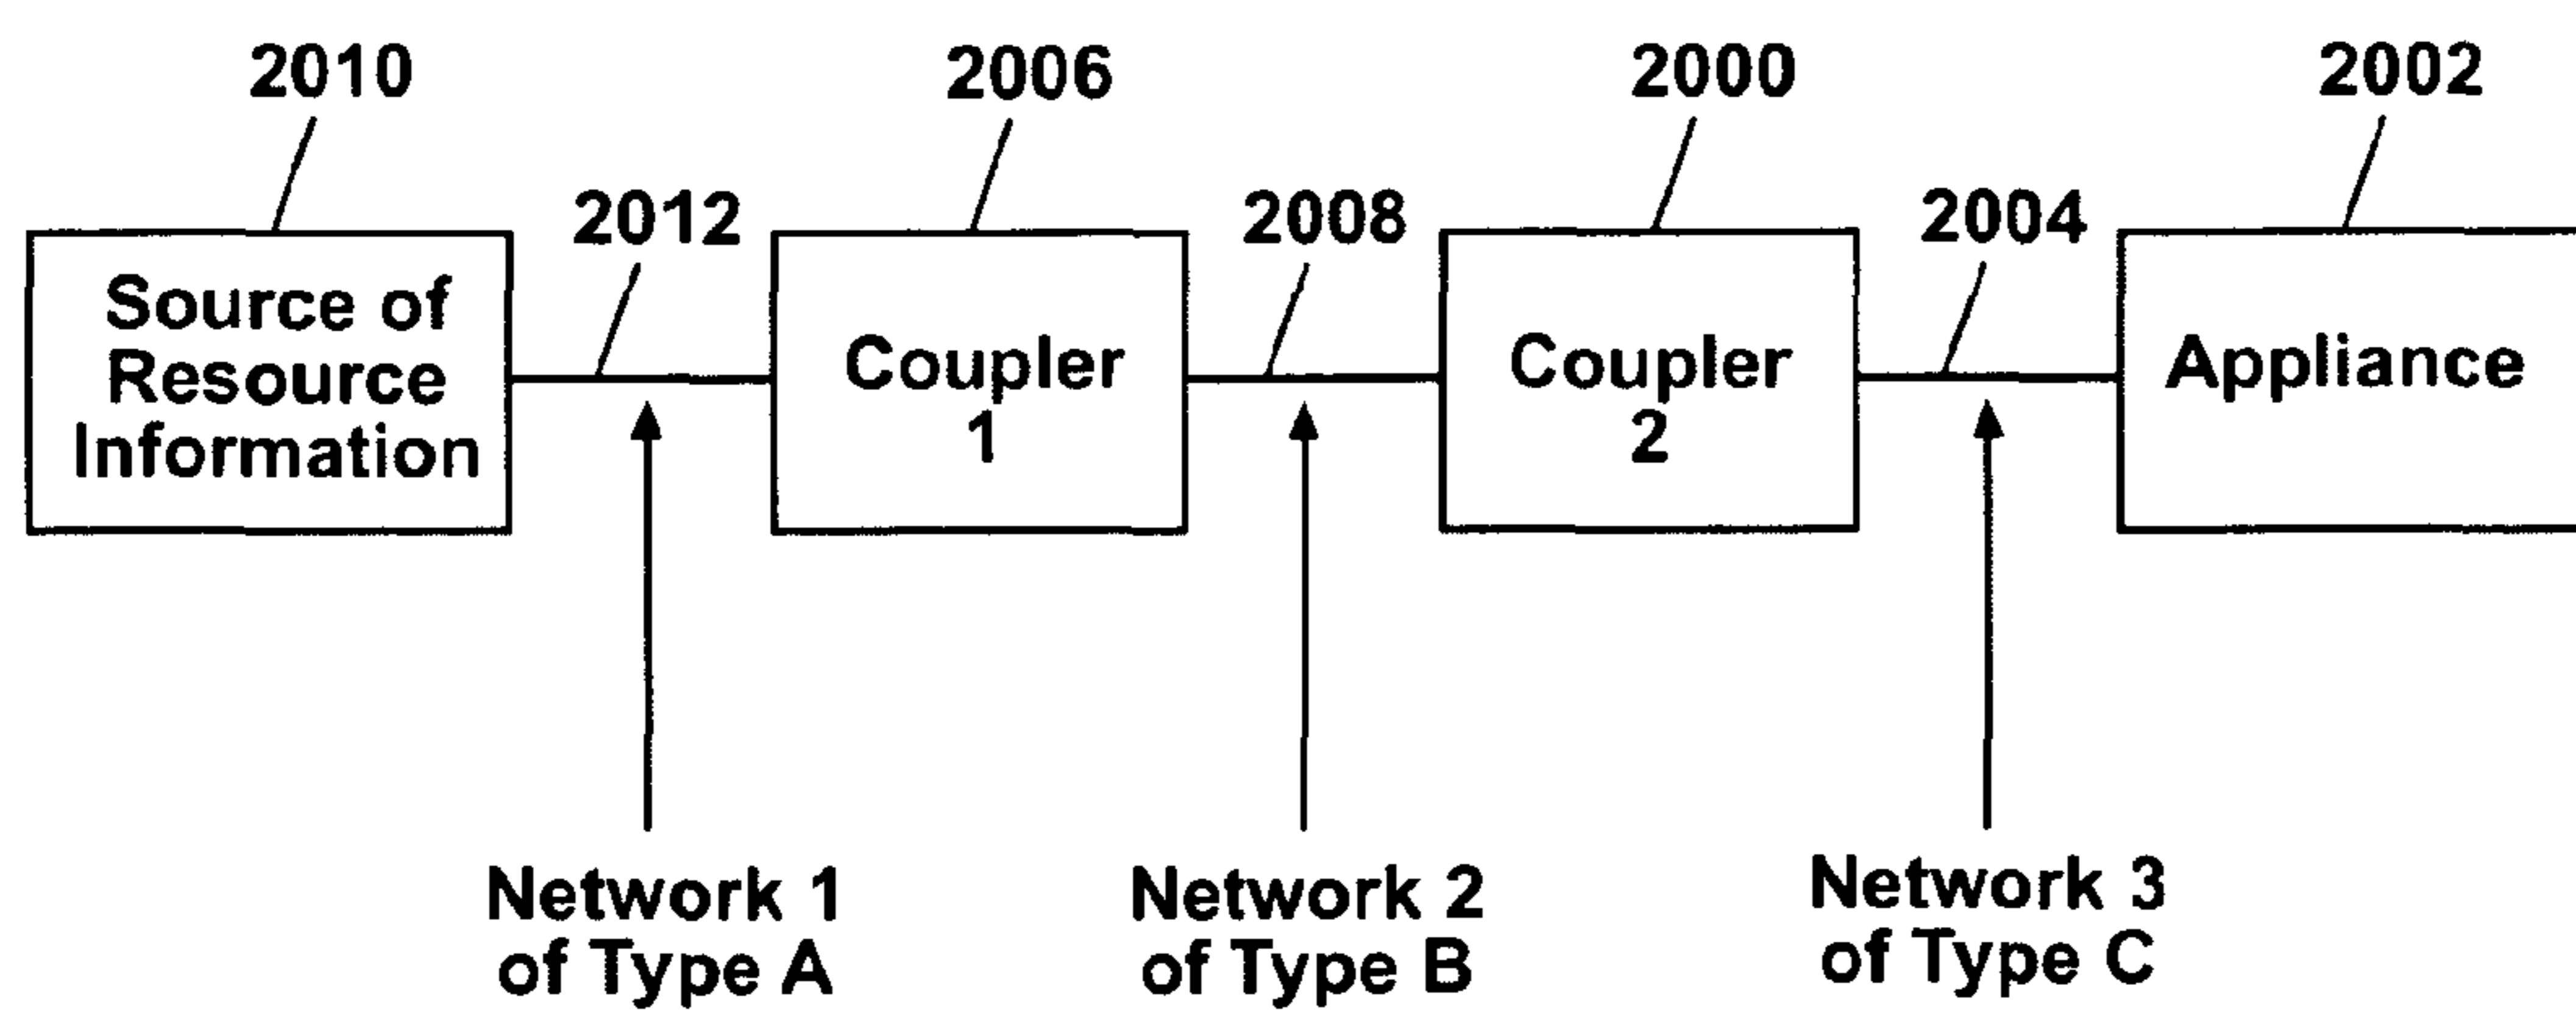 2010
2006
2000
2002
2012
2008
2004
Source of
Resource
Information
Coupler
1
Coupler
2
Appliance
Network 1
of Type A
Network 2
of Type B
Network 3
of Type C